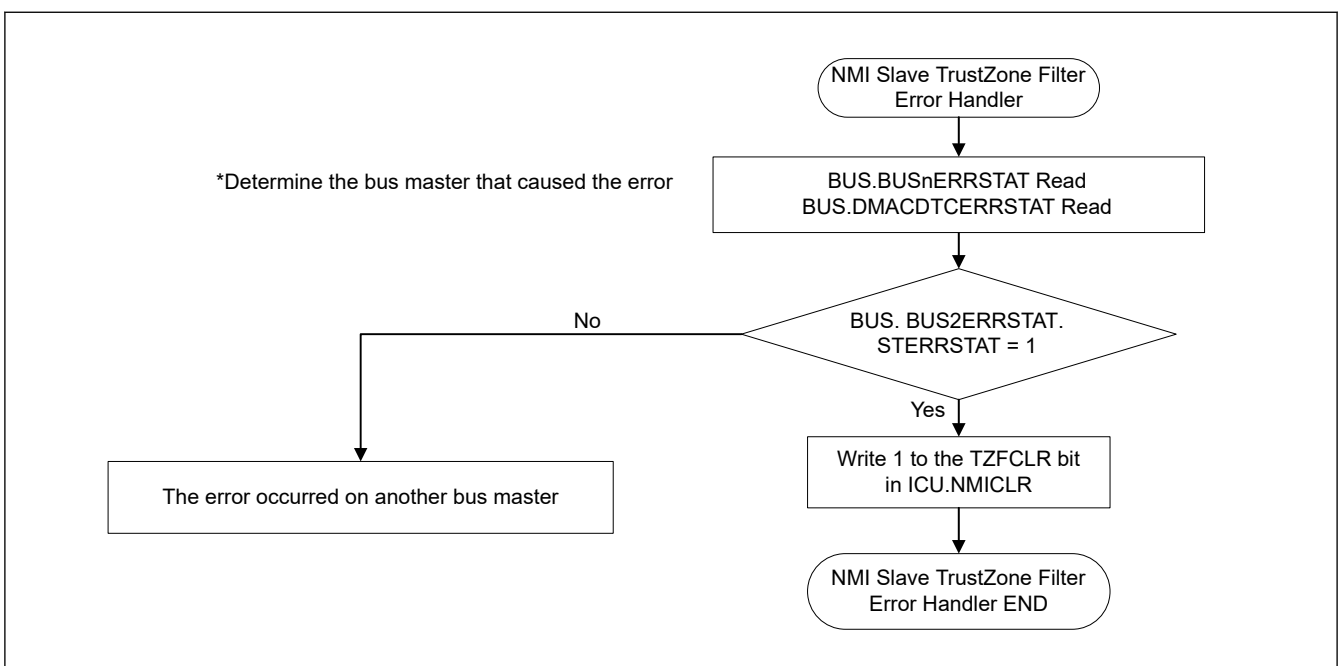 NMI Slave TrustZone Filter
Error Handler
*Determine the bus master that caused the error
BUS.BUSnERRSTAT Read
BUS.DMACDTCERRSTAT Read
BUS. BUS2ERRSTAT.
STERRSTAT = 1
No
Yes
The error occurred on another bus master
Write 1 to the TZFCLR bit
in ICU.NMICLR
NMI Slave TrustZone Filter
Error Handler END